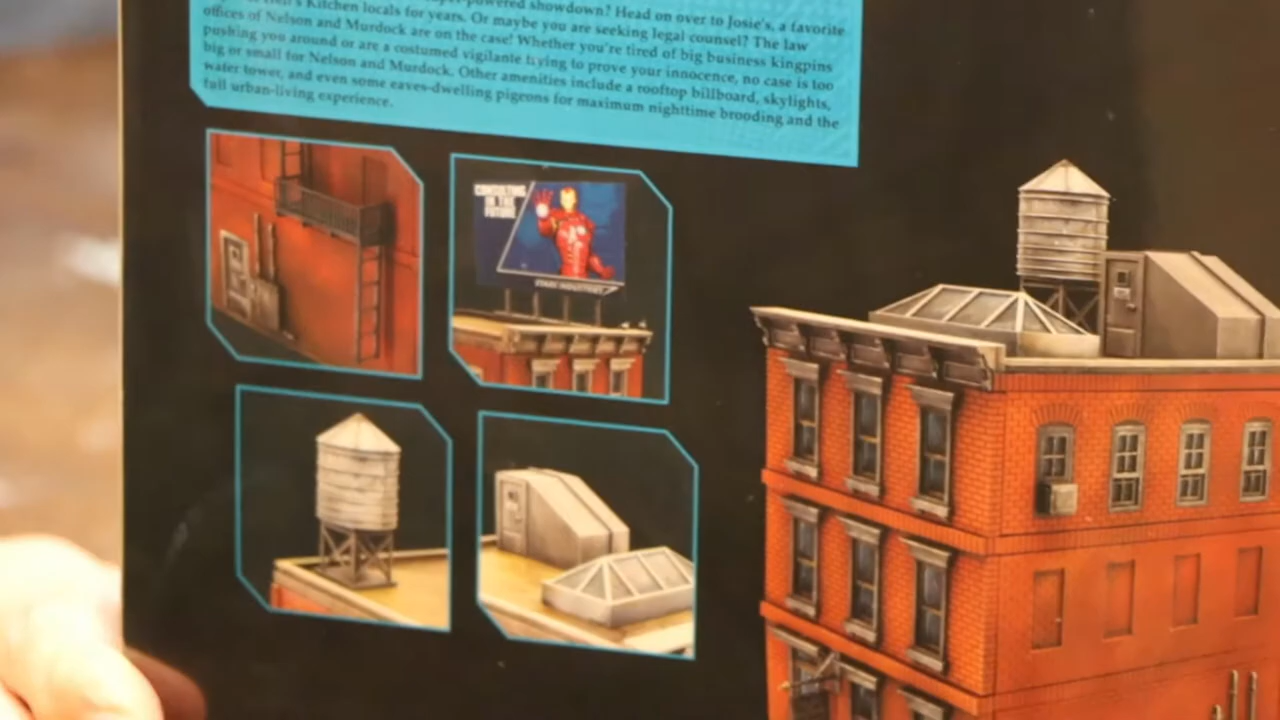 powered showdown? Head on over to Josie's, a favorite
Hell's Kitchen locals for years. Or maybe you are seeking legal counsel? The law
offices of Nelson and Murdock are on the case! Whether you're tired of big business kingpins
pushing you around or are a costumed vigilante trying to prove your innocence, no case is too
big or small for Nelson and Murdock. Other amenities include a rooftop billboard, skylights,
water tower, and even some eaves-dwelling pigeons for maximum nighttime brooding and the
full urban-living experience.
CONSULTING
IN THE
FUTURE
STARK INDUSTRIES